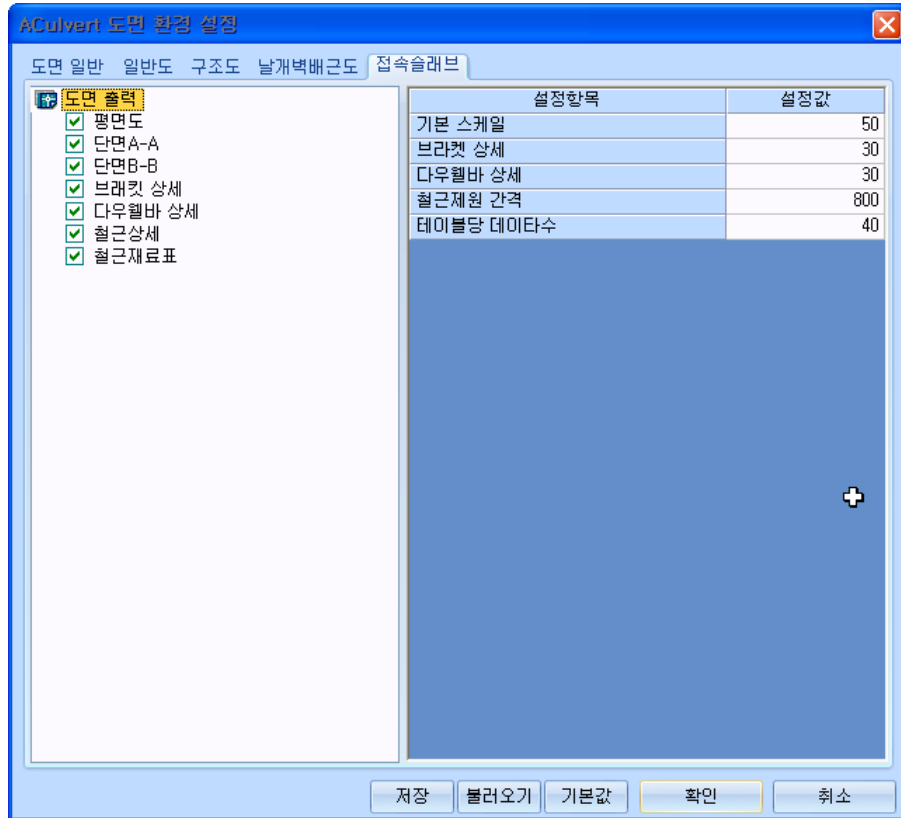 ACulvert 도면 환경 설정
도면 일반 일반도 구조도 날개벽배근도 접속슬래브
도면 출력
평면도
단면A-A
단면B-B
브래킷 상세
다우웰바 상세
철근상세
철근재료표
설정항목 설정값
기본 스케일 50
브라켓 상세 30
다우웰바 상세 30
철근제원 간격 800
테이블당 데이타수 40
저장 불러오기 기본값 확인 취소